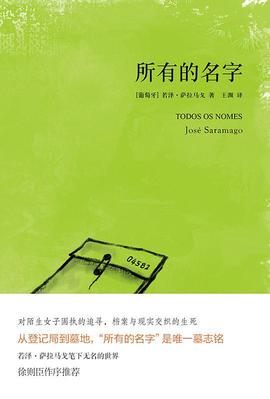 所有的名字
[葡萄牙] 若泽·萨拉马戈 著 王渊 译
TODOS OS NOMES
José Saramago
04582
对陌生女子固执的追寻，档案与现实交织的生死
从登记局到墓地，“所有的名字”是唯一墓志铭
若泽·萨拉马戈笔下无名的世界
徐则臣作序推荐